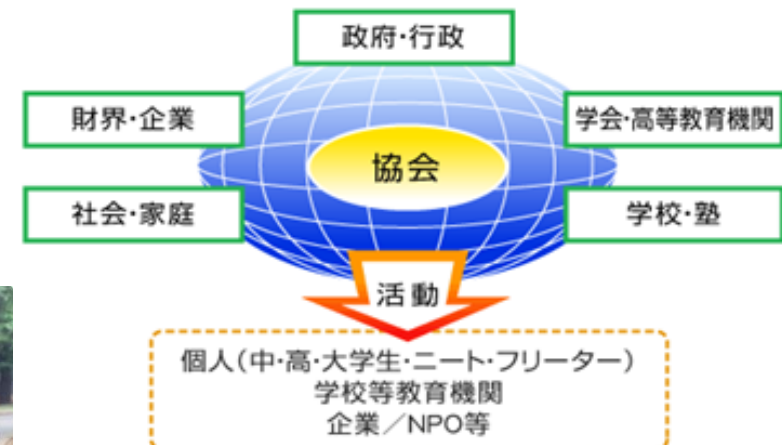 政府・行政
財界・企業
学会・高等教育機関
協会
社会・家庭
学校・塾
活動
個人（中・高・大学生・ニート・フリーター）
学校等教育機関
企業／NPO等